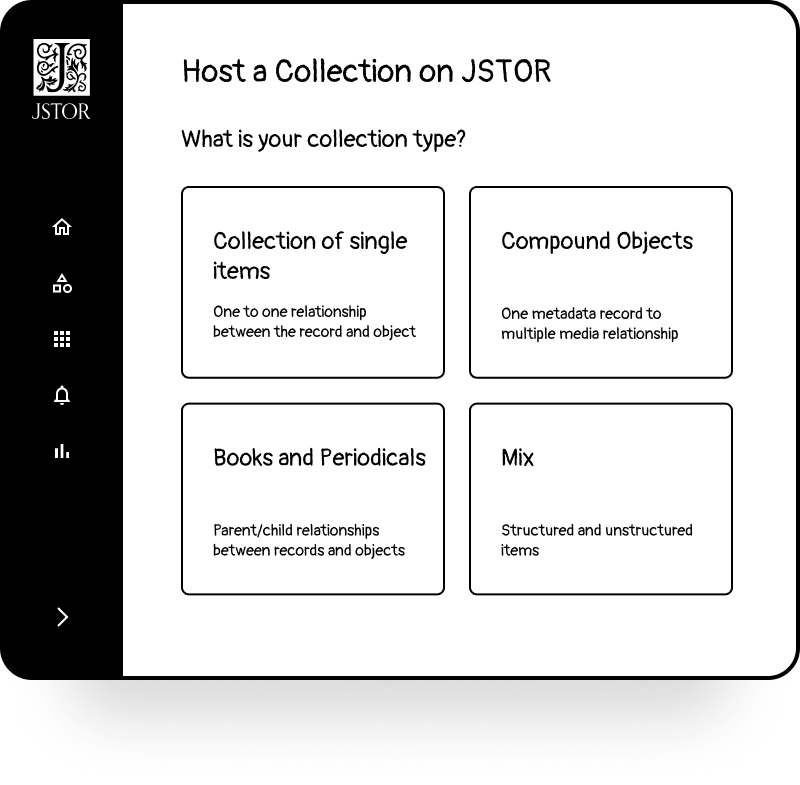 JSTOR
Host a Collection on JSTOR
What is your collection type?
Collection of single
items
One to one relationship
between the record and object
Compound Objects
One metadata record to
multiple media relationship
Books and Periodicals
Parent/child relationships
between records and objects
Mix
Structured and unstructured
items